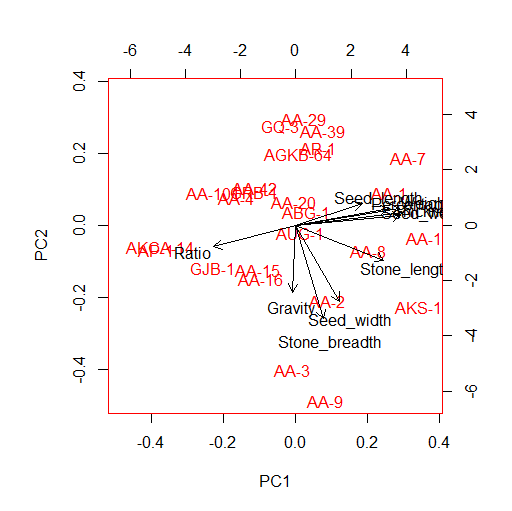 -6 -4 -2 0 2 4
0.4
AA-29
GQ-3
4
AA-39
AR-1
AGKB-64
AA-7
0.2
2
AA-42
AA-4
AA-1
Seed_length
AA-20
ABG-1
0.0
0
AUS-1
AA-1
AKOA-14
Ratio
AA-8
Stone_lengt
GJB-1
AA-15
AA-16
-2
-0.2
AA-2
Gravity
AKS-1
Seed_width
Stone_breadth
-4
-0.4
AA-3
AA-9
-6
-0.4 -0.2 0.0 0.2 0.4
PC1
PC2